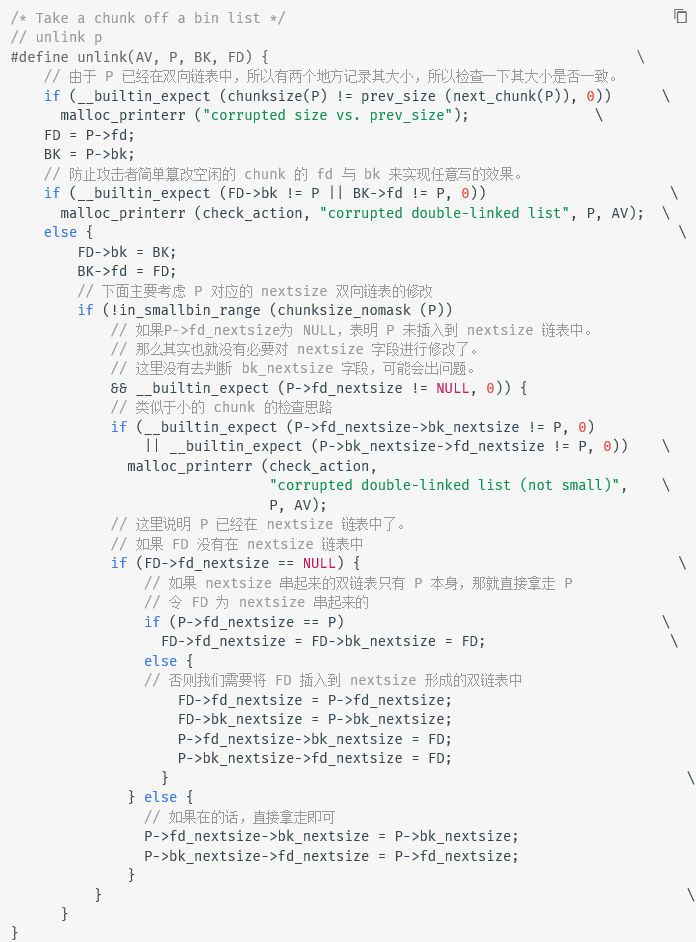 /* Take a chunk off a bin list */
// unlink p
#define unlink(AV, P, BK, FD) {                                            \
    // 由于 P 已经在双向链表中，所以有两个地方记录其大小，所以检查一下其大小是否一致。
    if (__builtin_expect (chunksize(P) != prev_size (next_chunk(P)), 0))      \
      malloc_printerr ("corrupted size vs. prev_size");               \
    FD = P->fd;
    BK = P->bk;
    // 防止攻击者简单篡改空闲的 chunk 的 fd 与 bk 来实现任意写的效果。
    if (__builtin_expect (FD->bk != P || BK->fd != P, 0))                      \
      malloc_printerr (check_action, "corrupted double-linked list", P, AV);  \
    else {                                                                      \
        FD->bk = BK;
        BK->fd = FD;
        // 下面主要考虑 P 对应的 nextsize 双向链表的修改
        if (!in_smallbin_range (chunksize_nomask (P))
            // 如果P->fd_nextsize为 NULL，表明 P 未插入到 nextsize 链表中。
            // 那么其实也就没有必要对 nextsize 字段进行修改了。
            // 这里没有去判断 bk_nextsize 字段，可能会出问题。
            && __builtin_expect (P->fd_nextsize != NULL, 0)) {
            // 类似于小的 chunk 的检查思路
            if (__builtin_expect (P->fd_nextsize->bk_nextsize != P, 0)
                || __builtin_expect (P->bk_nextsize->fd_nextsize != P, 0))    \
              malloc_printerr (check_action,
                               "corrupted double-linked list (not small)",    \
                               P, AV);
            // 这里说明 P 已经在 nextsize 链表中了。
            // 如果 FD 没有在 nextsize 链表中
            if (FD->fd_nextsize == NULL) {                                      \
                // 如果 nextsize 串起来的双链表只有 P 本身，那就直接拿走 P
                // 令 FD 为 nextsize 串起来的
                if (P->fd_nextsize == P)                                      \
                  FD->fd_nextsize = FD->bk_nextsize = FD;                      \
                else {
                // 否则我们需要将 FD 插入到 nextsize 形成的双链表中
                    FD->fd_nextsize = P->fd_nextsize;
                    FD->bk_nextsize = P->bk_nextsize;
                    P->fd_nextsize->bk_nextsize = FD;
                    P->bk_nextsize->fd_nextsize = FD;
                  }                                                              \
              } else {
                // 如果在的话，直接拿走即可
                P->fd_nextsize->bk_nextsize = P->bk_nextsize;
                P->bk_nextsize->fd_nextsize = P->fd_nextsize;
              }
          }                                                                      \
      }
}